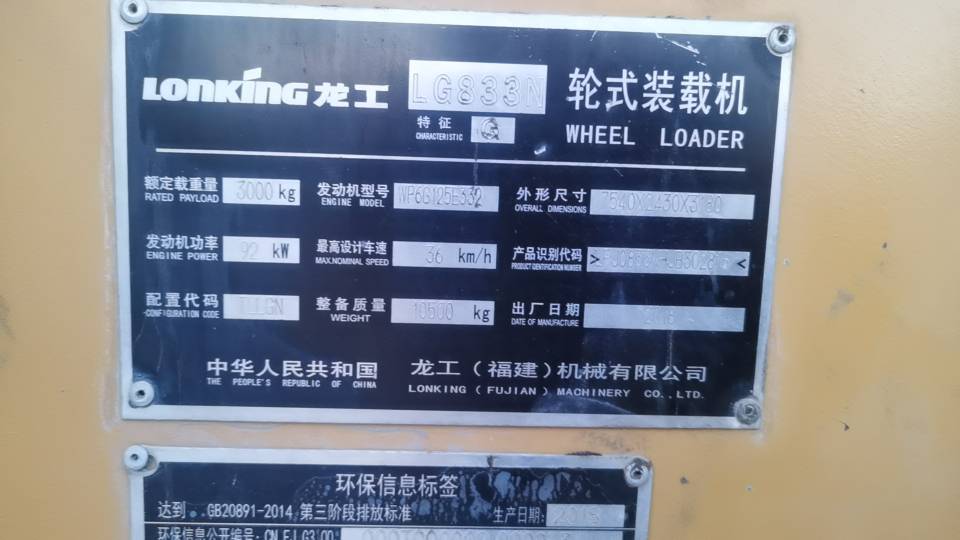 LONKING 龙工 LG833N 轮式装载机
特征 G WHEEL LOADER
CHARACTERISTIC
额定载重量 3000 kg 发动机型号 WP6G125E332 外形尺寸
RATED PAYLOAD ENGINE MODEL OVERALL DIMENSIONS
发动机功率 92 kW 最高设计车速 36 km/h 产品识别代码 > <
ENGINE POWER MAX.NOMINAL SPEED PRODUCT IDENTIFICATION NUMBER
配置代码 整备质量 10500 kg 出厂日期
CONFIGURATION CODE WEIGHT DATE OF MANUFACTURE
中华人民共和国 龙工（福建）机械有限公司
THE PEOPLE'S REPUBLIC OF CHINA LONKING (FUJIAN) MACHINERY CO.,LTD.
环保信息标签
达到 GB20891-2014 第三阶段排放标准 生产日期:
环保信息公开编号: CN FJ LG3 00